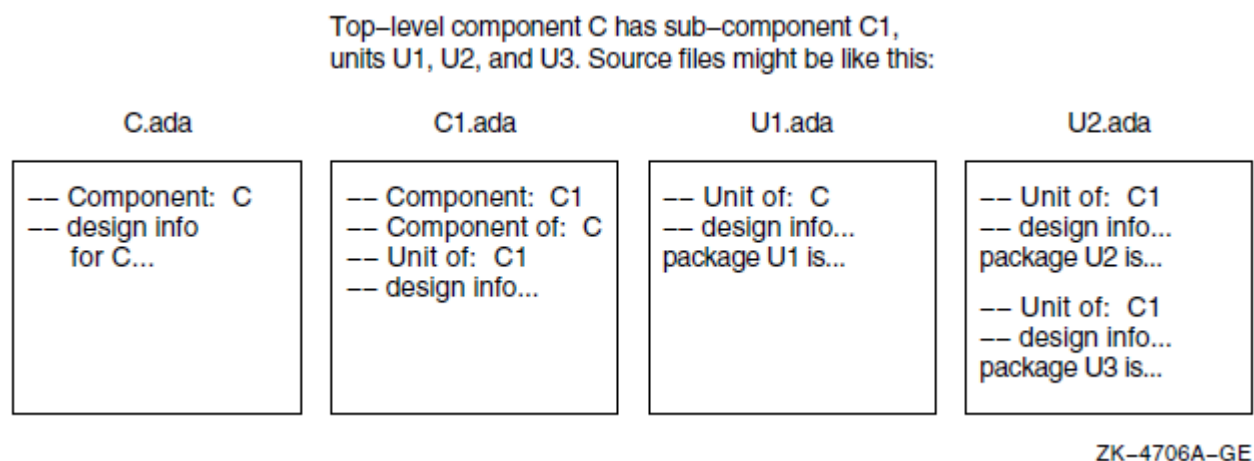 Top–level component C has sub–component C1,
units U1, U2, and U3. Source files might be like this:
C.ada
–– Component: C
–– design info
for C...
C1.ada
–– Component: C1
–– Component of: C
–– Unit of: C1
–– design info...
U1.ada
–– Unit of: C
–– design info...
package U1 is...
U2.ada
–– Unit of: C1
–– design info...
package U2 is...
–– Unit of: C1
–– design info...
package U3 is...
ZK–4706A–GE